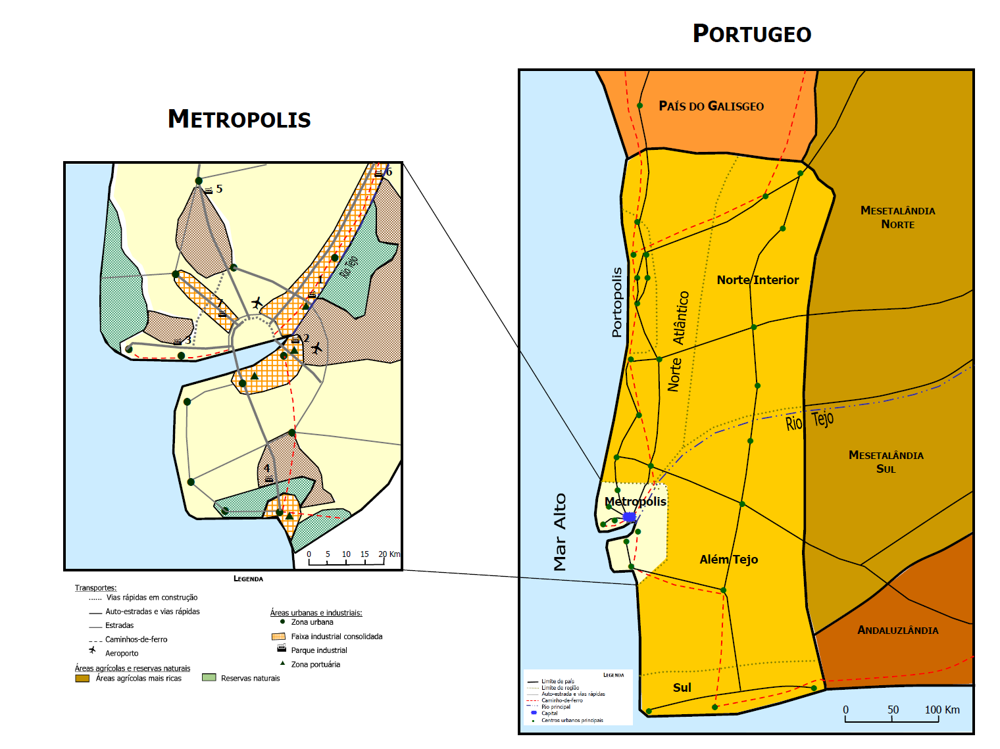 PORTUGEO
METROPOLIS
PAÍS DO GALISGEO
MESETALÂNDIA
NORTE
Norte Interior
Portopolis
Norte Atlântico
Rio Tejo
MESETALÂNDIA
SUL
Metropolis
Mar Alto
Além Tejo
ANDALUZLÂNDIA
Sul
LEGENDA
Limite de país
Limite de região
Auto-estrada e vias rápidas
Caminho-de-ferro
Rio principal
Capital
Centros urbanos principais
0 50 100 Km
6
5
Rio Tejo
1
7
2
3
4
0 5 10 15 20 Km
LEGENDA
Transportes:
Vias rápidas em construção
Auto-estradas e vias rápidas
Estradas
Caminhos-de-ferro
Aeroporto
Áreas agrícolas e reservas naturais
Áreas agrícolas mais ricas
Reservas naturais
Áreas urbanas e industriais:
Zona urbana
Faixa industrial consolidada
Parque industrial
Zona portuária